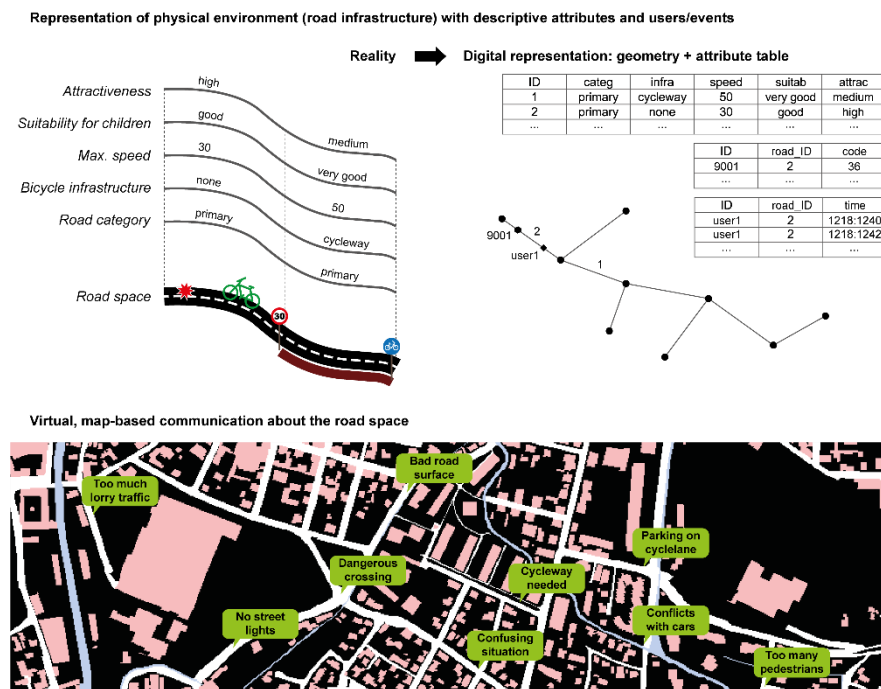 Representation of physical environment (road infrastructure) with descriptive attributes and users/events
Reality
Digital representation: geometry + attribute table
Attractiveness
Suitability for children
Max. speed
Bicycle infrastructure
Road category
Road space
high
good
30
none
primary
medium
very good
50
cycleway
primary
30
ID categ infra speed suitab attrac
1 primary cycleway 50 very good medium
2 primary none 30 good high
... ... ... ... ... ...
ID road_ID code
9001 2 36
... ... ...
ID road_ID time
user1 2 1218:1240
user1 2 1218:1242
... ... ...
9001
2
user1
1
Virtual, map-based communication about the road space
Too much
lorry traffic
Bad road
surface
Parking on
cyclelane
Dangerous
crossing
Cycleway
needed
No street
lights
Confusing
situation
Conflicts
with cars
Too many
pedestrians